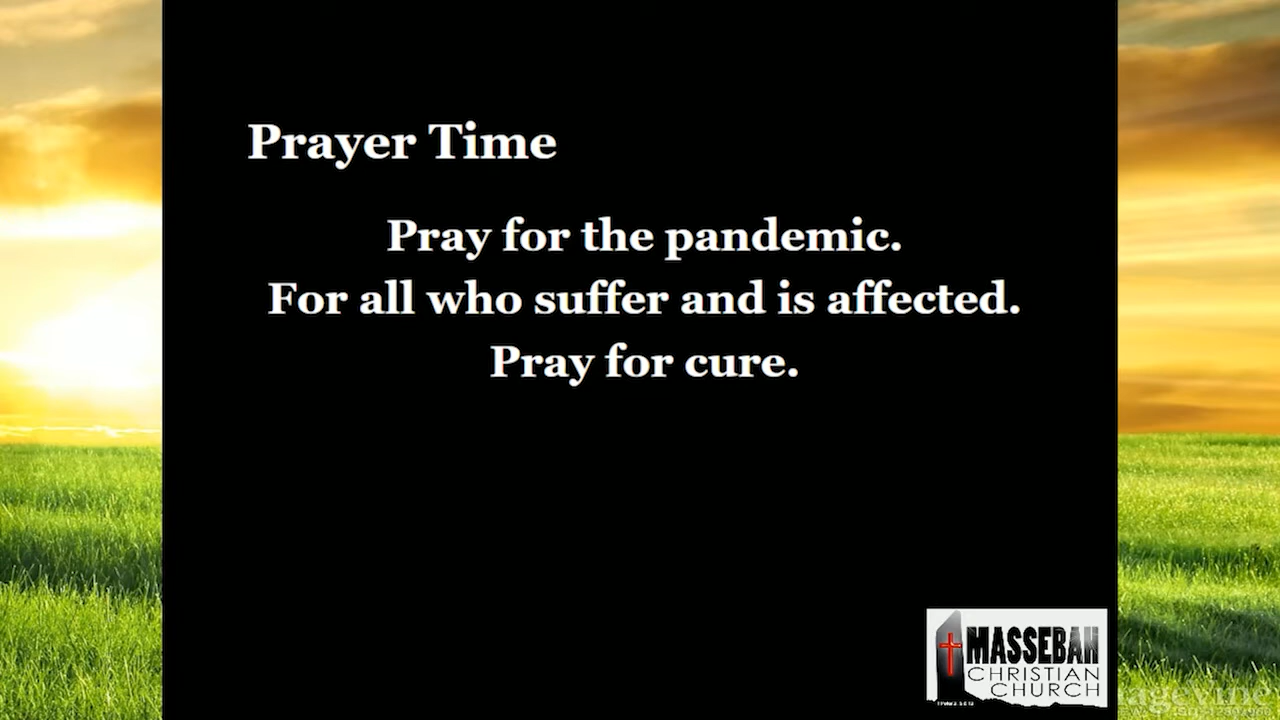 Prayer Time
Pray for the pandemic.
For all who suffer and is affected.
Pray for cure.
MASSEBAH
CHRISTIAN
CHURCH